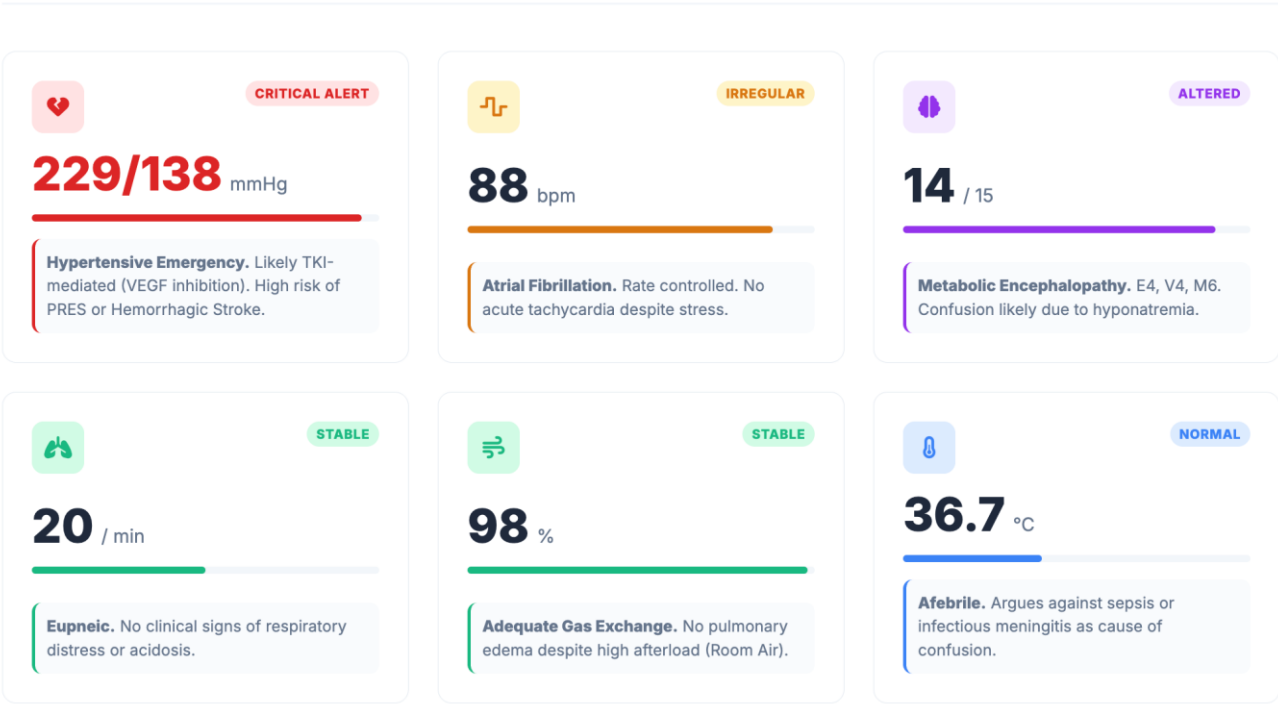 CRITICAL ALERT
229/138 mmHg
Hypertensive Emergency. Likely TKI-
mediated (VEGF inhibition). High risk of
PRES or Hemorrhagic Stroke.
IRREGULAR
88 bpm
Atrial Fibrillation. Rate controlled. No
acute tachycardia despite stress.
ALTERED
14 / 15
Metabolic Encephalopathy. E4, V4, M6.
Confusion likely due to hyponatremia.
STABLE
20 / min
Eupneic. No clinical signs of respiratory
distress or acidosis.
STABLE
98 %
Adequate Gas Exchange. No pulmonary
edema despite high afterload (Room Air).
NORMAL
36.7 °C
Afebrile. Argues against sepsis or
infectious meningitis as cause of
confusion.